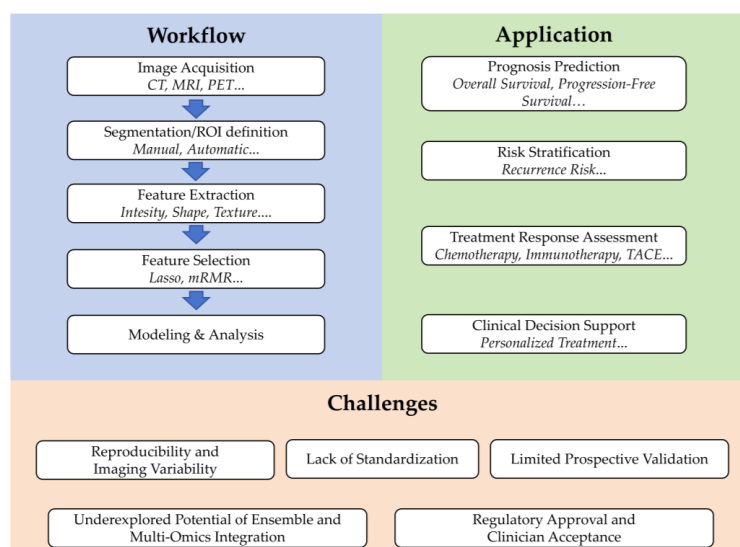 Workflow
Image Acquisition
CT, MRI, PET...
Segmentation/ROI definition
Manual, Automatic...
Feature Extraction
Intesity, Shape, Texture....
Feature Selection
Lasso, mRMR...
Modeling & Analysis
Application
Prognosis Prediction
Overall Survival, Progression-Free
Survival...
Risk Stratification
Recurrence Risk...
Treatment Response Assessment
Chemotherapy, Immunotherapy, TACE...
Clinical Decision Support
Personalized Treatment...
Challenges
Reproducibility and
Imaging Variability
Lack of Standardization
Limited Prospective Validation
Underexplored Potential of Ensemble and
Multi-Omics Integration
Regulatory Approval and
Clinician Acceptance